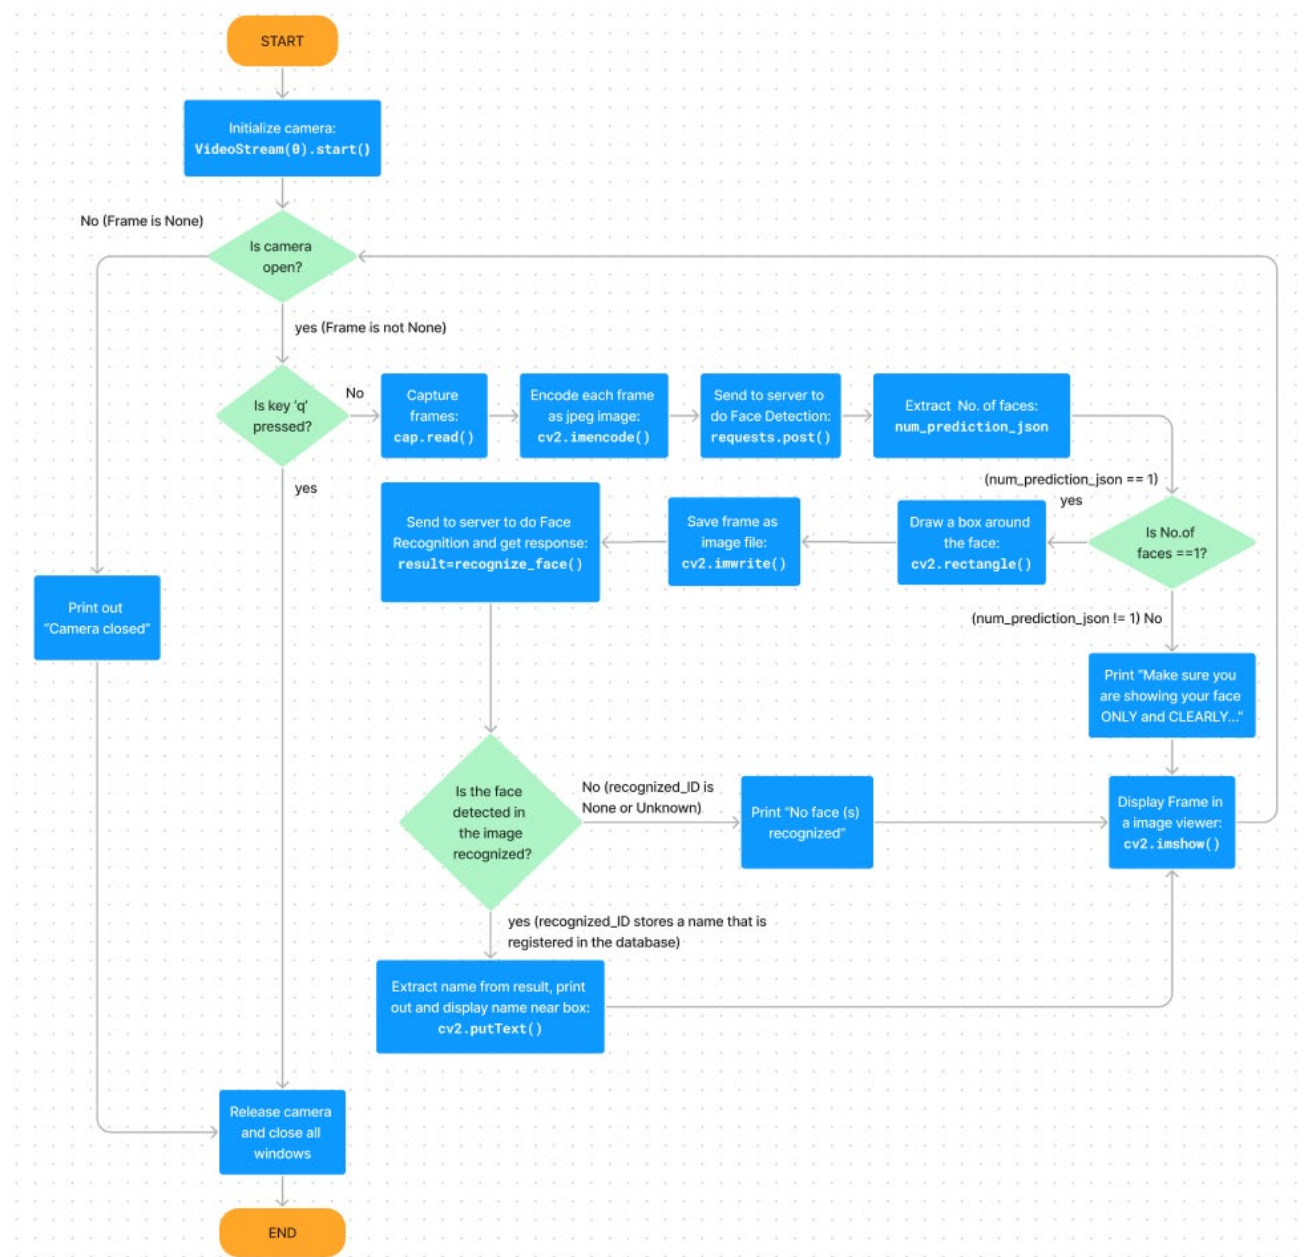 START
Initialize camera:
VideoStream(0).start()
No (Frame is None)
Is camera
open?
yes (Frame is not None)
Is key 'q'
pressed?
No
yes
Capture
frames:
cap.read()
Encode each frame
as jpeg image:
cv2.imencode()
Send to server to
do Face Detection:
requests.post()
Extract No. of faces:
num_prediction_json
(num_prediction_json == 1)
yes
Is No.of
faces ==1?
Draw a box around
the face:
cv2.rectangle()
Save frame as
image file:
cv2.imwrite()
Send to server to do Face
Recognition and get response:
result=recognize_face()
(num_prediction_json != 1) No
Print “Make sure you
are showing your face
ONLY and CLEARLY...”
Print out
“Camera closed”
Is the face
detected in
the image
recognized?
No (recognized_ID is
None or Unknown)
Print “No face (s)
recognized”
Display Frame in
a image viewer:
cv2.imshow()
yes (recognized_ID stores a name that is
registered in the database)
Extract name from result, print
out and display name near box:
cv2.putText()
Release camera
and close all
windows
END